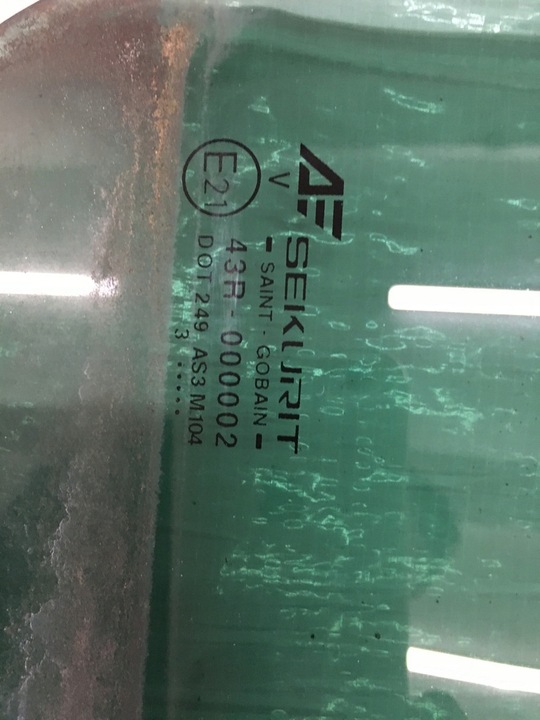 SEKURIT
V - SAINT-GOBAIN -
E21 43R-000002
DOT 249 AS3 M104
3 .....